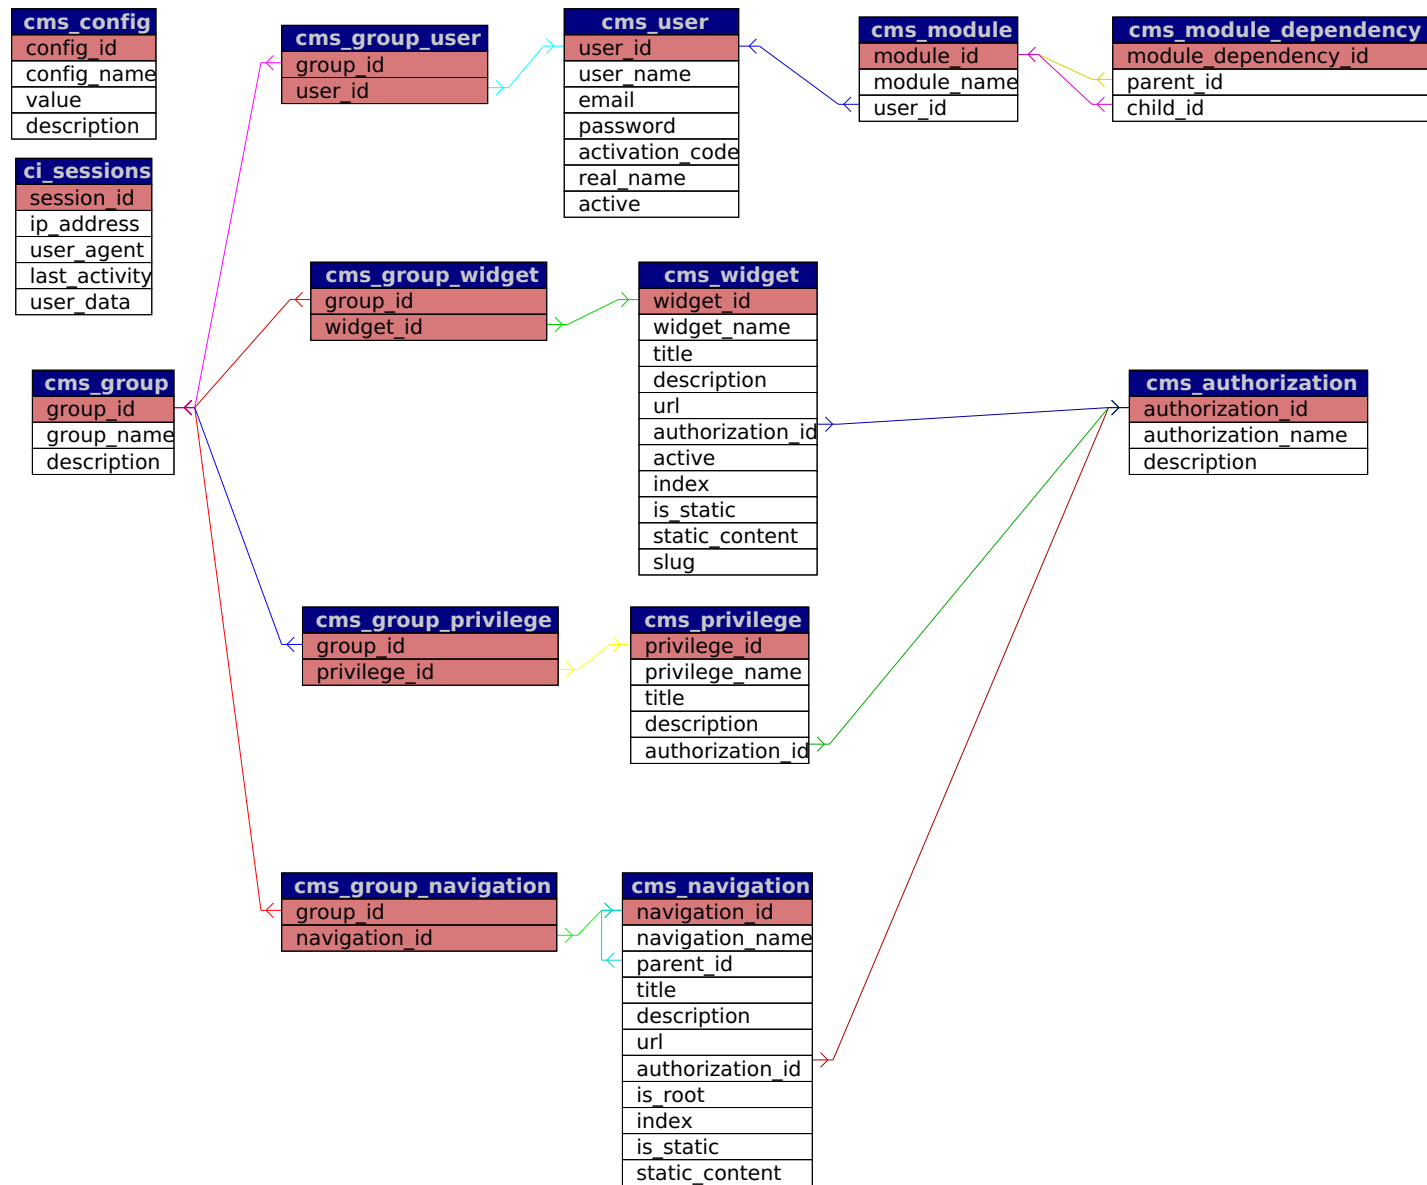 cms_config
config_id
config_name
value
description
ci_sessions
session_id
ip_address
user_agent
last_activity
user_data
cms_group
group_id
group_name
description
cms_group_user
group_id
user_id
cms_user
user_id
user_name
email
password
activation_code
real_name
active
cms_module
module_id
module_name
user_id
cms_module_dependency
module_dependency_id
parent_id
child_id
cms_group_widget
group_id
widget_id
cms_widget
widget_id
widget_name
title
description
url
authorization_id
active
index
is_static
static_content
slug
cms_authorization
authorization_id
authorization_name
description
cms_group_privilege
group_id
privilege_id
cms_privilege
privilege_id
privilege_name
title
description
authorization_id
cms_group_navigation
group_id
navigation_id
cms_navigation
navigation_id
navigation_name
parent_id
title
description
url
authorization_id
is_root
index
is_static
static_content